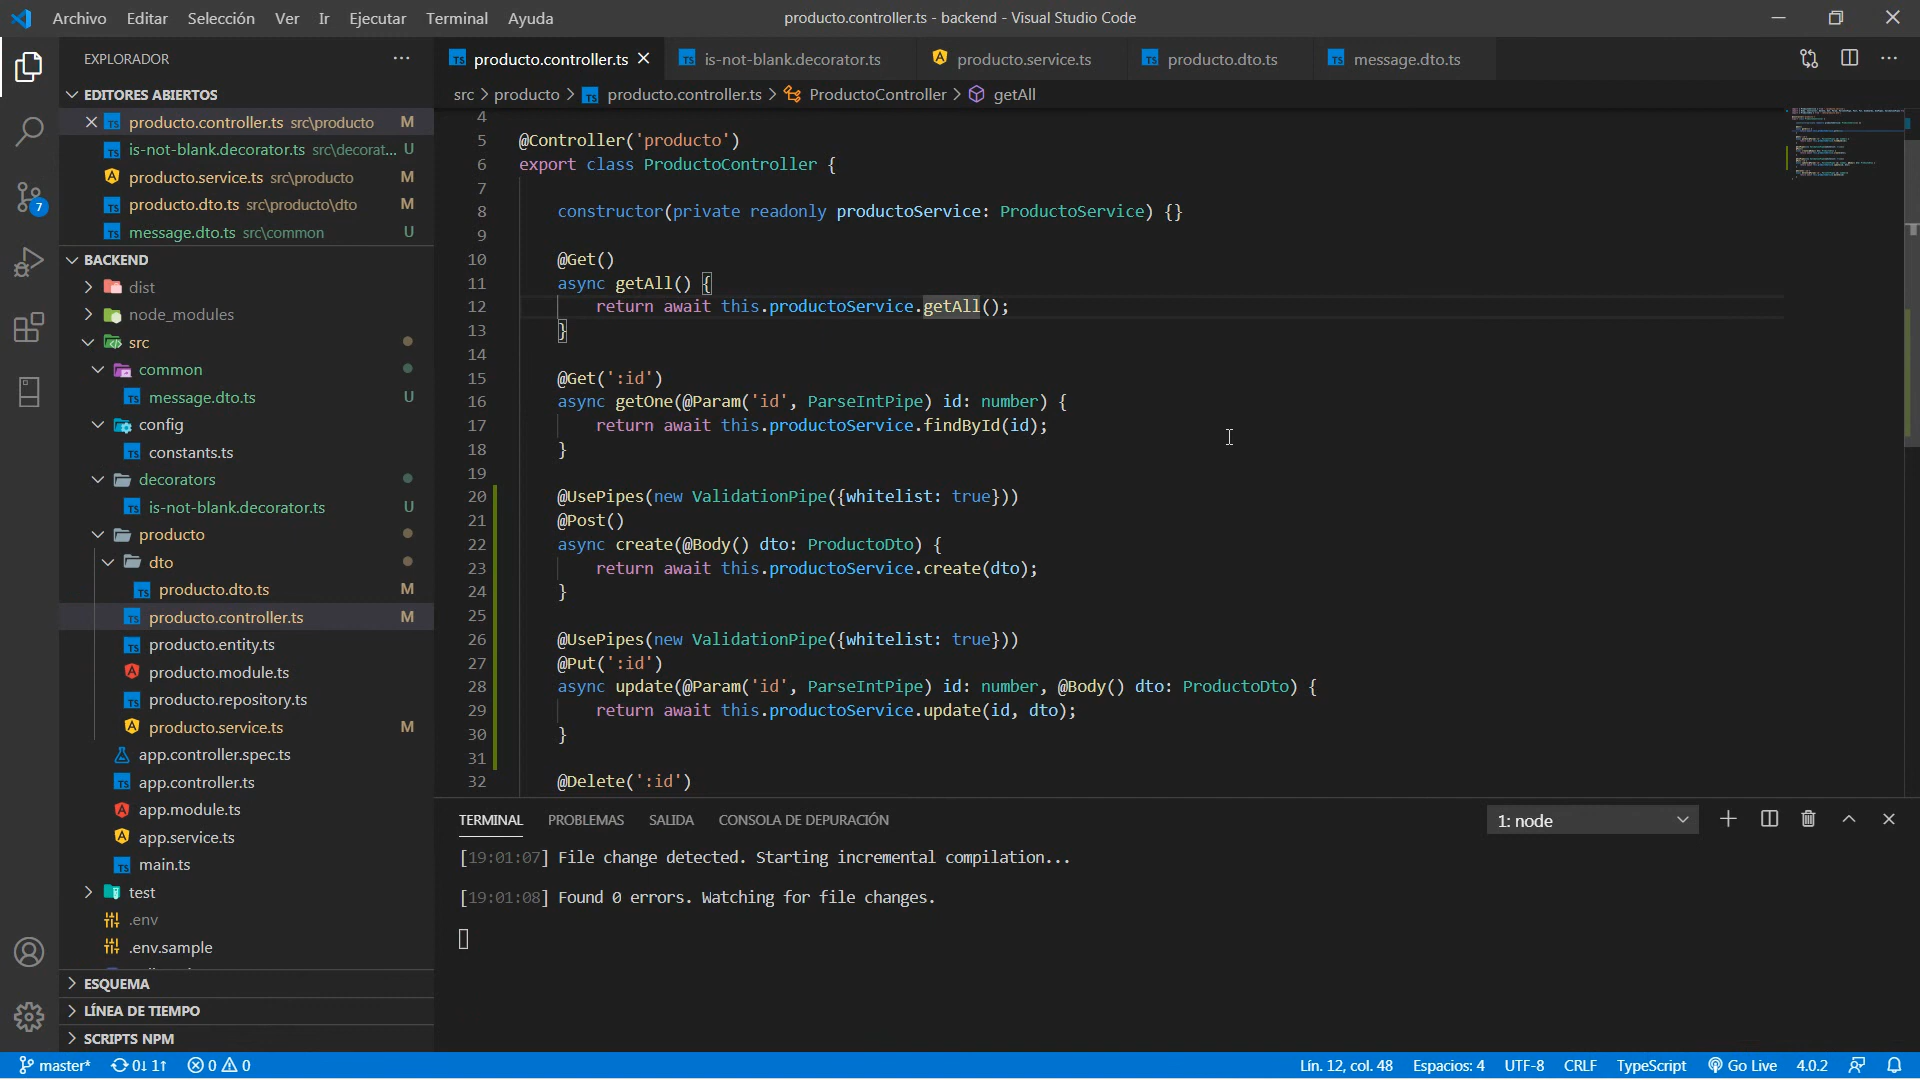 Archivo Editar Selección Ver Ir Ejecutar Terminal Ayuda
producto.controller.ts - backend - Visual Studio Code
EXPLORADOR
EDITORES ABIERTOS
producto.controller.ts src\producto M
is-not-blank.decorator.ts src\decorat... U
producto.service.ts src\producto M
producto.dto.ts src\producto\dto M
message.dto.ts src\common U
BACKEND
dist
node_modules
src
common
message.dto.ts U
config
constants.ts
decorators
is-not-blank.decorator.ts U
producto
dto
producto.dto.ts M
producto.controller.ts M
producto.entity.ts
producto.module.ts
producto.repository.ts
producto.service.ts M
app.controller.spec.ts
app.controller.ts
app.module.ts
app.service.ts
main.ts
test
.env
.env.sample
ESQUEMA
LÍNEA DE TIEMPO
SCRIPTS NPM
7
producto.controller.ts is-not-blank.decorator.ts producto.service.ts producto.dto.ts message.dto.ts
src > producto > producto.controller.ts > ProductoController > getAll
4
5 @Controller('producto')
6 export class ProductoController {
7
8 constructor(private readonly productoService: ProductoService) {}
9
10 @Get()
11 async getAll() {
12 return await this.productoService.getAll();
13 }
14
15 @Get(':id')
16 async getOne(@Param('id', ParseIntPipe) id: number) {
17 return await this.productoService.findById(id);
18 }
19
20 @UsePipes(new ValidationPipe({whitelist: true}))
21 @Post()
22 async create(@Body() dto: ProductoDto) {
23 return await this.productoService.create(dto);
24 }
25
26 @UsePipes(new ValidationPipe({whitelist: true}))
27 @Put(':id')
28 async update(@Param('id', ParseIntPipe) id: number, @Body() dto: ProductoDto) {
29 return await this.productoService.update(id, dto);
30 }
31
32 @Delete(':id')
TERMINAL PROBLEMAS SALIDA CONSOLA DE DEPURACIÓN
1: node
[19:01:07] File change detected. Starting incremental compilation...
[19:01:08] Found 0 errors. Watching for file changes.
master* 0↓ 1↑ 0 0
Lín. 12, col. 48 Espacios: 4 UTF-8 CRLF TypeScript Go Live 4.0.2